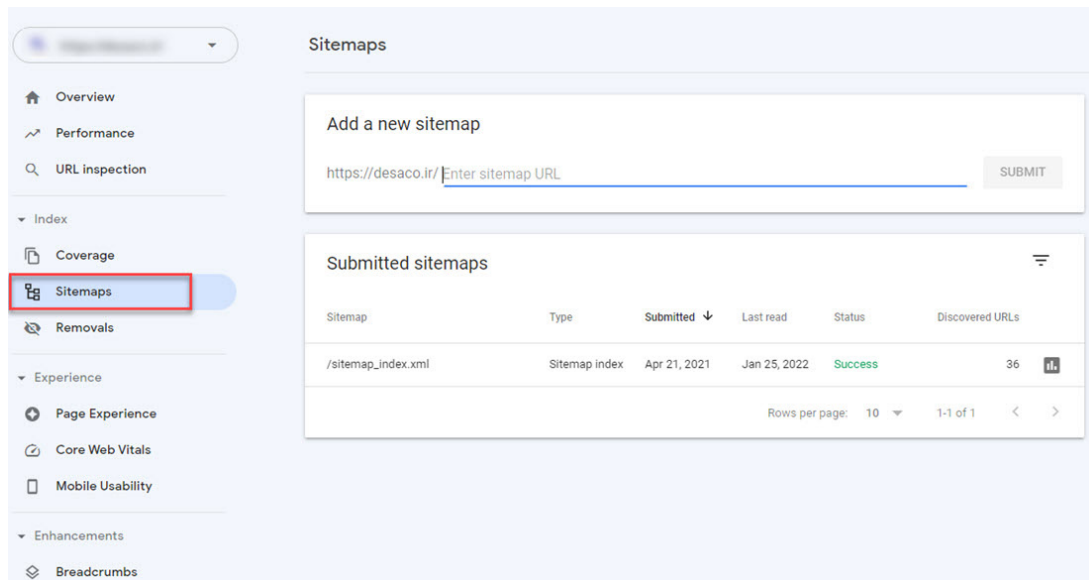 Sitemaps
Overview
Performance
URL inspection
Index
Coverage
Sitemaps
Removals
Experience
Page Experience
Core Web Vitals
Mobile Usability
Enhancements
Breadcrumbs
Add a new sitemap
https://desaco.ir/ Enter sitemap URL SUBMIT
Submitted sitemaps
Sitemap Type Submitted Last read Status Discovered URLs
/sitemap_index.xml Sitemap index Apr 21, 2021 Jan 25, 2022 Success 36
Rows per page: 10 1-1 of 1